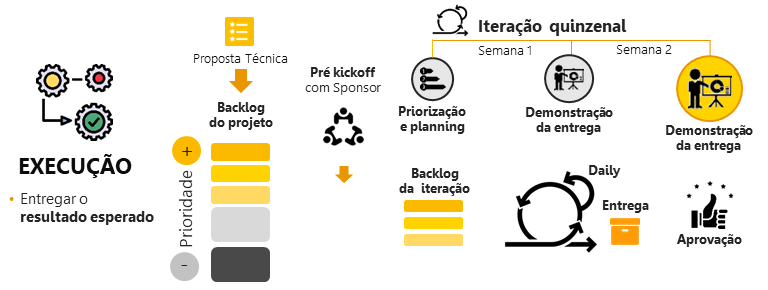 EXECUÇÃO
• Entregar o
resultado esperado
Proposta Técnica
Backlog
do projeto
+
Prioridade
-
Pré kickoff
com Sponsor
Iteração quinzenal
Semana 1
Semana 2
Priorização
e planning
Demonstração
da entrega
Demonstração
da entrega
Backlog
da iteração
Daily
Entrega
Aprovação